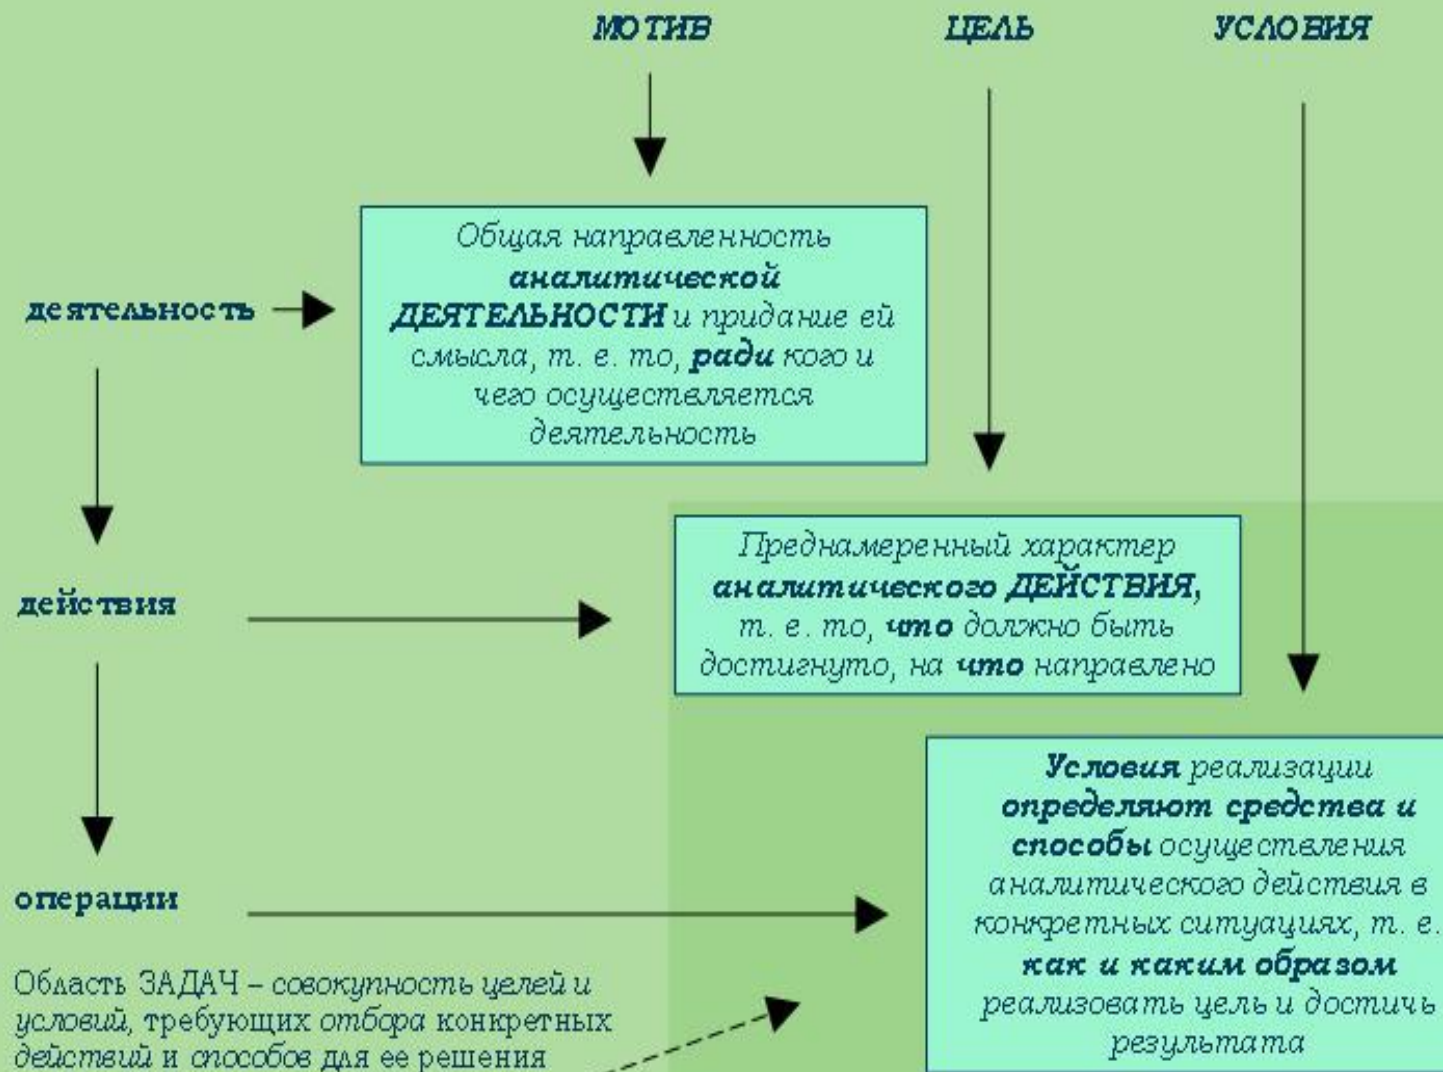 МОТИВ ЦЕЛЬ УСЛОВИЯ
Общая направленность
аналитической
ДЕЯТЕЛЬНОСТИ и придание ей
смысла, т. е. то, ради кого и
чего осуществляется
деятельность
деятельность
действия
Преднамеренный характер
аналитического ДЕЙСТВИЯ,
т. е. то, что должно быть
достигнуто, на что направлено
операции
Условия реализации
определяют средства и
способы осуществления
аналитического действия в
конкретных ситуациях, т. е.
как и каким образом
реализовать цель и достичь
результата
Область ЗАДАЧ – совокупность целей и
условий, требующих отбора конкретных
действий и способов для ее решения